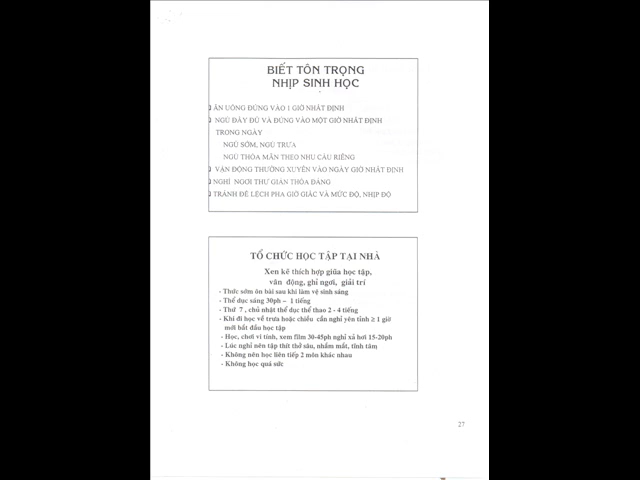 BIẾT TÔN TRỌNG
NHỊP SINH HỌC
ĂN UỐNG ĐÚNG VÀO 1 GIỜ NHẤT ĐỊNH
NGỦ ĐẦY ĐỦ VÀ ĐÚNG VÀO MỘT GIỜ NHẤT ĐỊNH
TRONG NGÀY
NGỦ SỚM, NGỦ TRƯA
NGỦ THỎA MÃN THEO NHU CẦU RIÊNG
VẬN ĐỘNG THƯỜNG XUYÊN VÀO NGÀY GIỜ NHẤT ĐỊNH
NGHỈ NGƠI THƯ GIÃN THỎA ĐÁNG
TRÁNH ĐỂ LỆCH PHA GIỜ GIẤC VÀ MỨC ĐỘ, NHỊP ĐỘ
TỔ CHỨC HỌC TẬP TẠI NHÀ
Xen kẽ thích hợp giữa học tập,
vân động, ghỉ ngơi, giải trí
- Thức sớm ôn bài sau khi làm vệ sinh sáng
- Thể dục sáng 30ph – 1 tiếng
- Thứ 7 , chủ nhật thể dục thể thao 2 - 4 tiếng
- Khi đi học về trưa hoặc chiều cần nghỉ yên tỉnh ≥ 1 giờ
mới bắt đầu học tập
- Học, chơi vi tính, xem film 30-45ph nghỉ xả hơi 15-20ph
- Lúc nghỉ nên tập thít thở sâu, nhắm mắt, tĩnh tâm
- Không nên học liên tiếp 2 môn khác nhau
- Không học quá sức
27